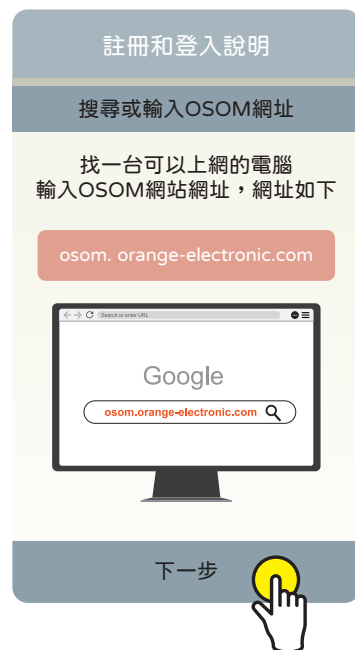 註冊和登入說明
搜尋或輸入OSOM網址
找一台可以上網的電腦
輸入OSOM網站網址，網址如下
osom. orange-electronic.com
Search or enter URL
Google
osom.orange-electronic.com
下一步